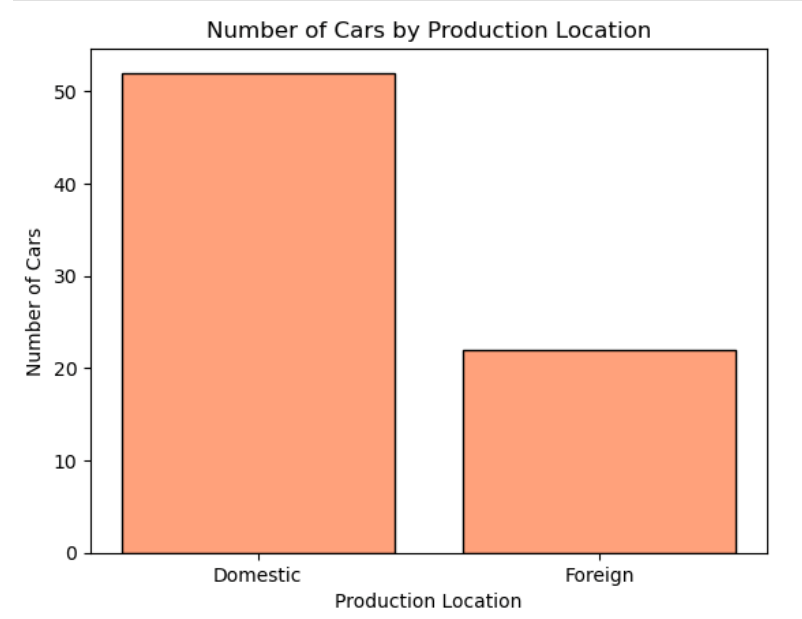 Number of Cars by Production Location
Number of Cars
50
40
30
20
10
0
Domestic Foreign
Production Location